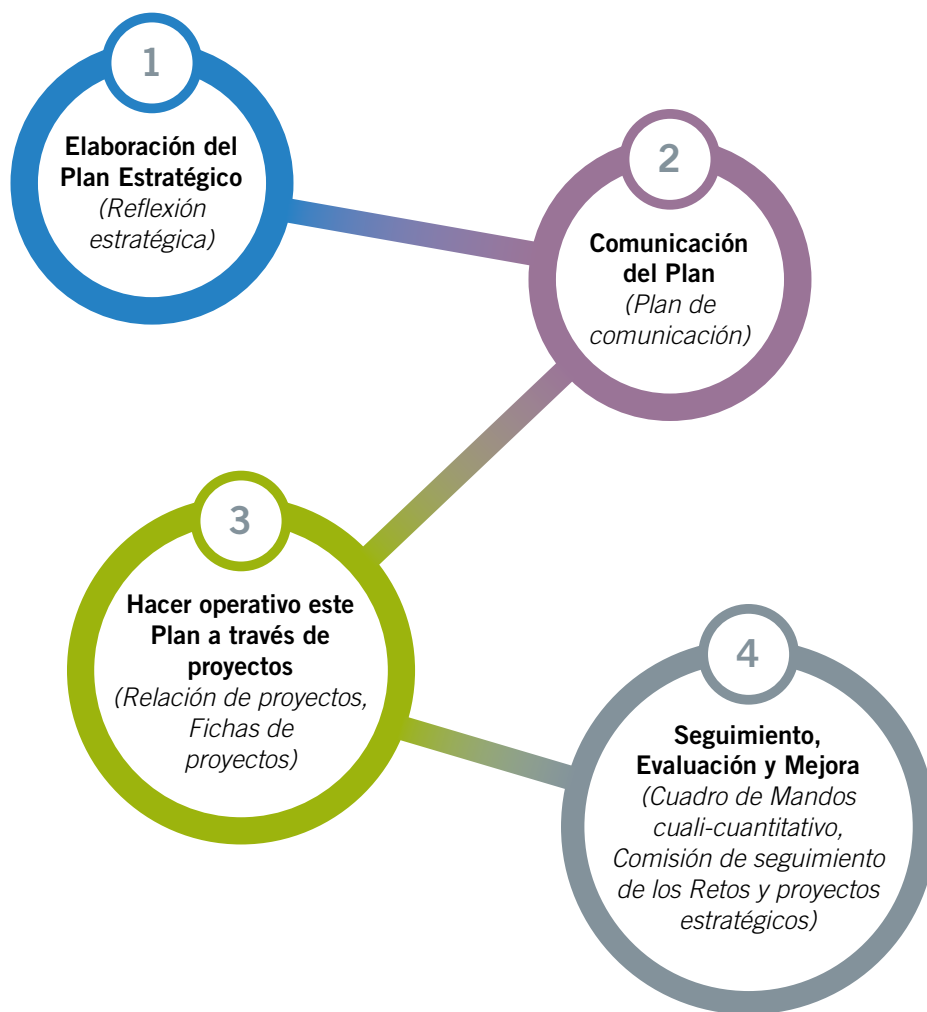 1
Elaboración del
Plan Estratégico
(Reflexión
estratégica)
2
Comunicación
del Plan
(Plan de
comunicación)
3
Hacer operativo este
Plan a través de
proyectos
(Relación de proyectos,
Fichas de
proyectos)
4
Seguimiento,
Evaluación y Mejora
(Cuadro de Mandos
cuali-cuantitativo,
Comisión de seguimiento
de los Retos y proyectos
estratégicos)